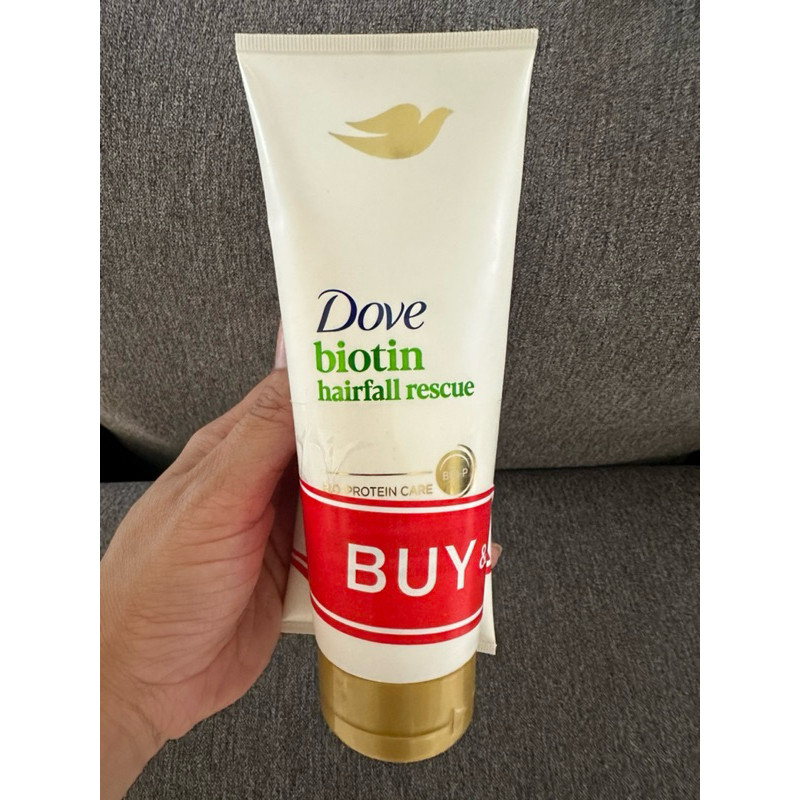 Dove
biotin
hairfall rescue
PROTEIN CARE
BUY &